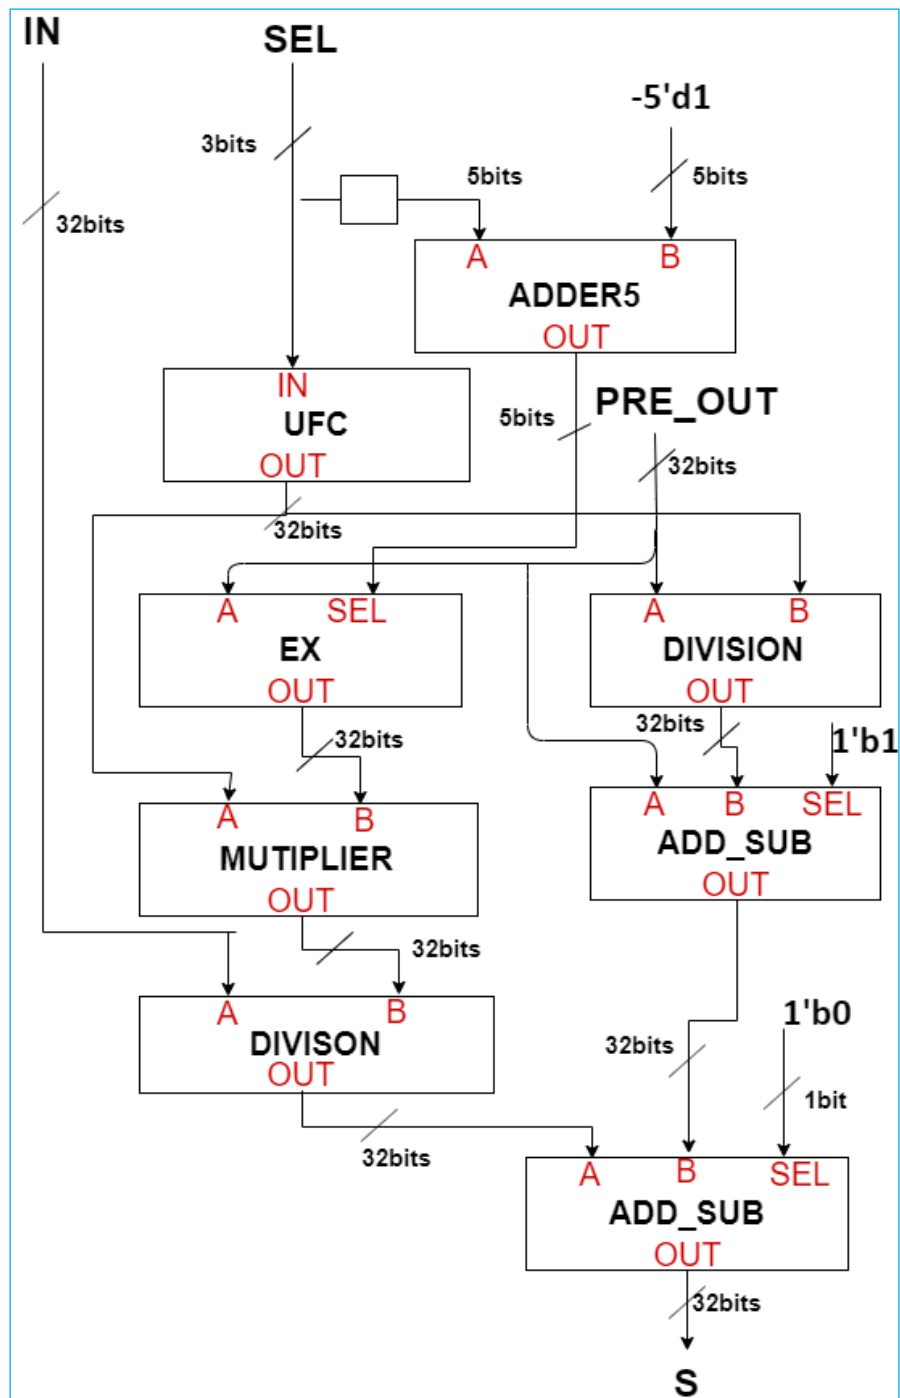 IN
SEL
-5'd1
3bits
5bits
5bits
32bits
A
B
ADDER5
OUT
IN
UFC
OUT
5bits
PRE_OUT
32bits
32bits
A
SEL
EX
OUT
A
B
DIVISION
OUT
32bits
32bits
1'b1
A
B
MUTIPLIER
OUT
A
B
SEL
ADD_SUB
OUT
32bits
A
B
DIVISON
OUT
1'b0
32bits
1bit
32bits
A
B
SEL
ADD_SUB
OUT
32bits
S